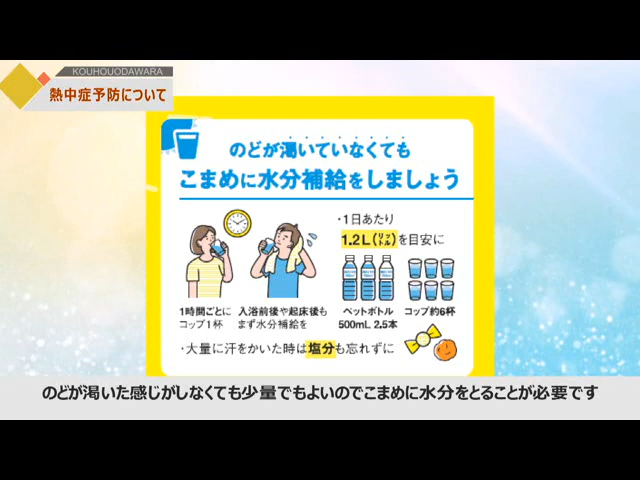 KOUHOUODAWARA
熱中症予防について
のどが渇いていなくても
こまめに水分補給をしましょう
・1日あたり
1.2L(リットル)を目安に
1時間ごとに
コップ1杯
入浴前後や起床後も
まず水分補給を
ペットボトル
500mL 2.5本
コップ約6杯
・大量に汗をかいた時は塩分も忘れずに
のどが渇いた感じがしなくても少量でもよいのでこまめに水分をとることが必要です